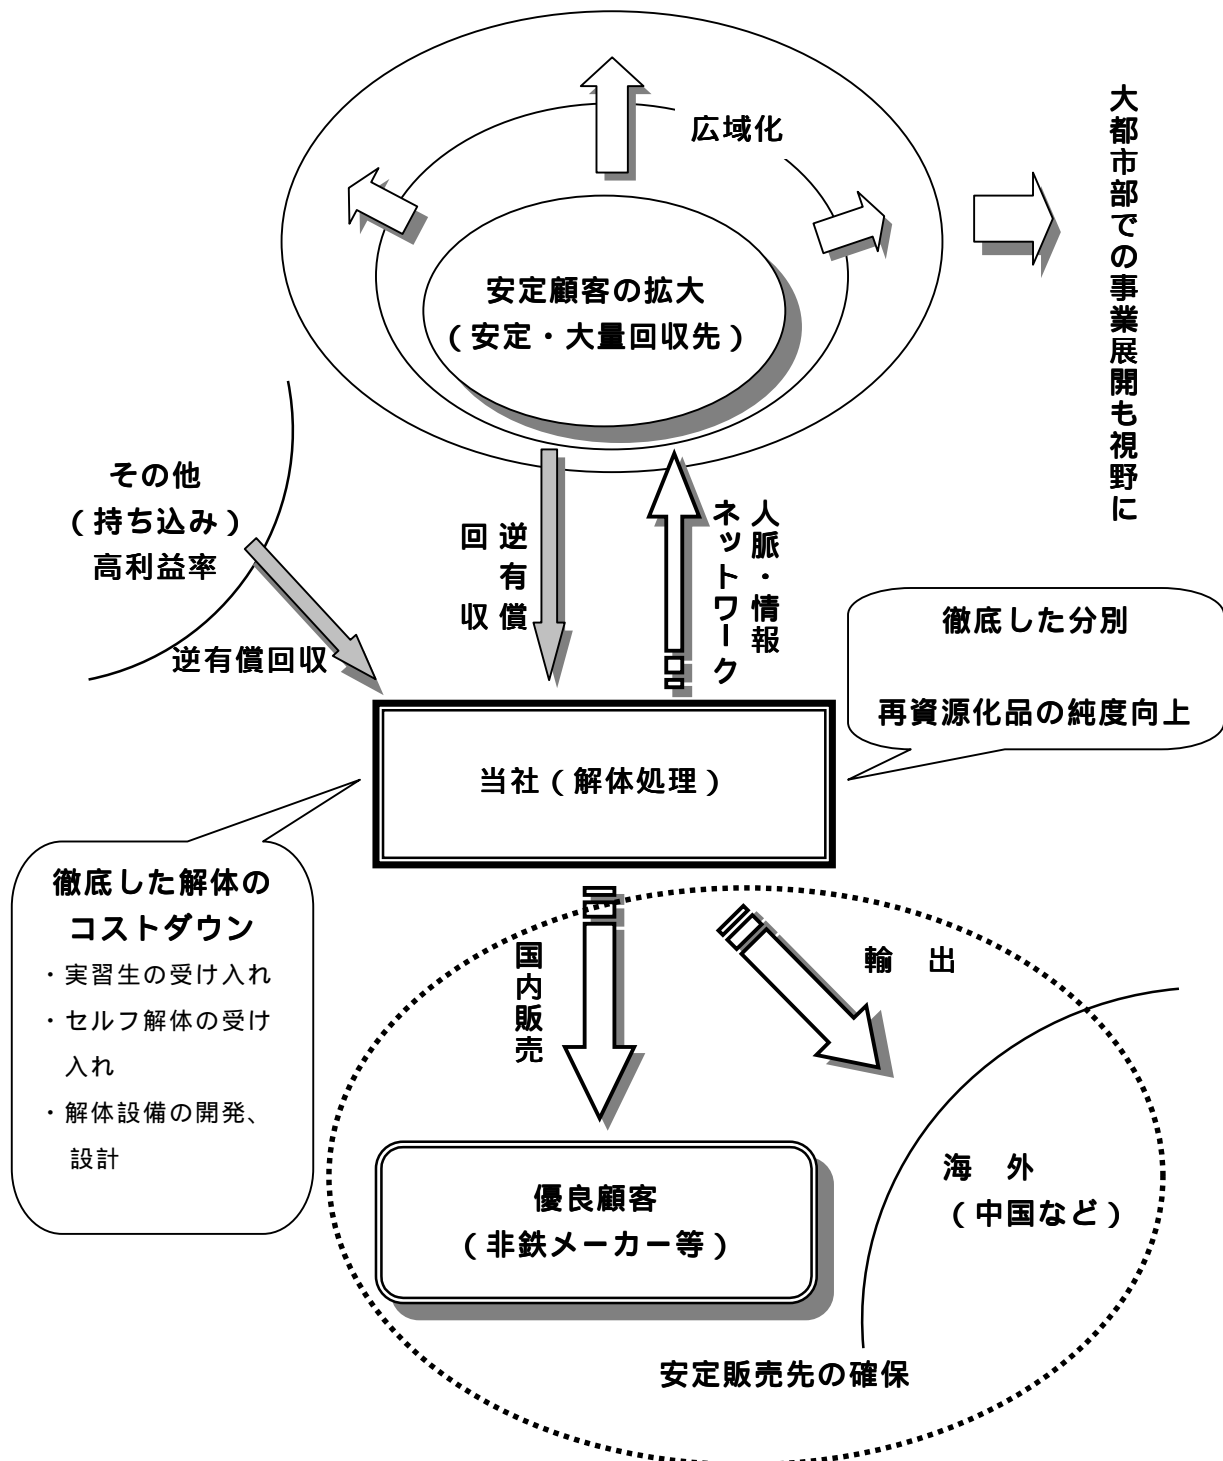 広域化
大都市部での事業展開も視野に
安定顧客の拡大
（安定・大量回収先）
その他
（持ち込み）
高利益率
逆有償
回収
人脈・情報
ネットワーク
逆有償回収
徹底した分別
再資源化品の純度向上
当社（解体処理）
徹底した解体の
コストダウン
・実習生の受け入れ
・セルフ解体の受け
入れ
・解体設備の開発、
設計
国内販売
輸　出
海　外
（中国など）
優良顧客
（非鉄メーカー等）
安定販売先の確保